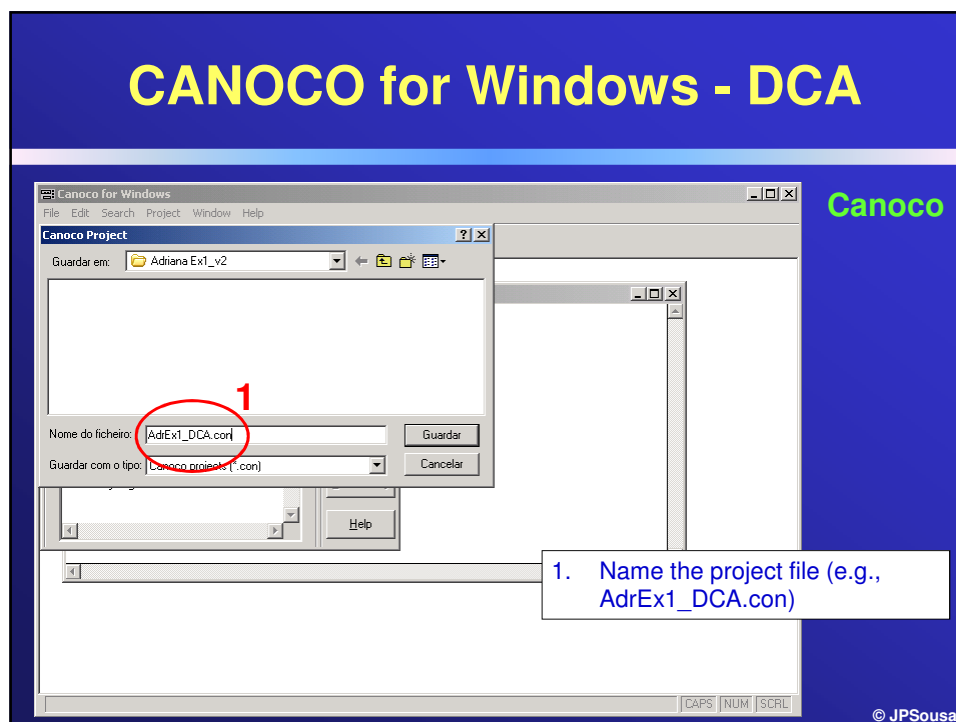 CANOCO for Windows - DCA
Canoco for Windows
File Edit Search Project Window Help
Canoco
Canoco Project
Guardar em: Adriana Ex1_v2
1
Nome do ficheiro: AdrEx1_DCA.con Guardar
Guardar com o tipo: Canoco projects (*.con) Cancelar
Help
1. Name the project file (e.g.,
AdrEx1_DCA.con)
CAPS NUM SCRL
© JPSousa